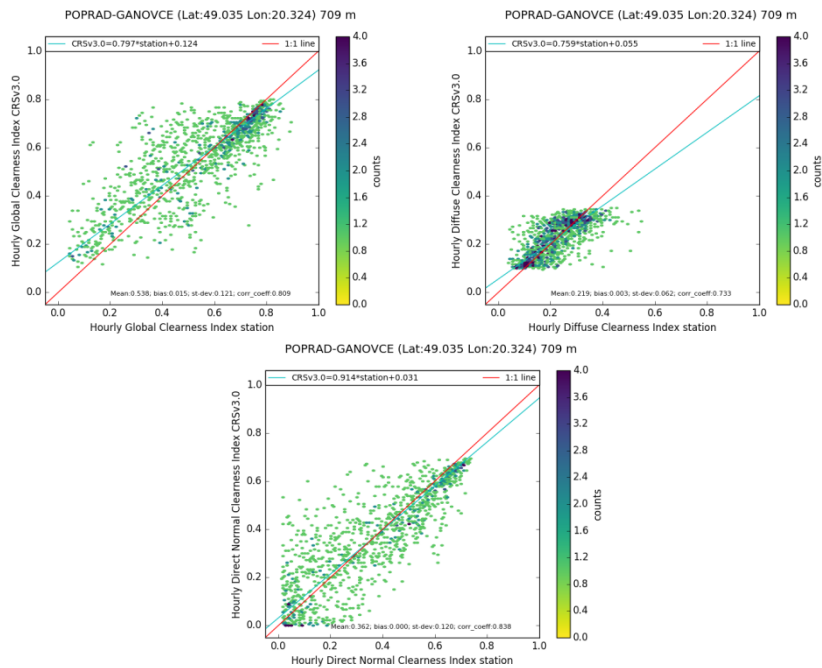 POPRAD-GANOVCE (Lat:49.035 Lon:20.324) 709 m
CRSv3.0=0.797*station+0.124 1:1 line
Hourly Global Clearness Index CRSv3.0
1.0
0.8
0.6
0.4
0.2
0.0
Mean:0.538; bias:0.015; st-dev:0.121; corr_coeff:0.809
0.0 0.2 0.4 0.6 0.8 1.0
Hourly Global Clearness Index station
4.0
3.6
3.2
2.8
2.4
2.0
1.6
1.2
0.8
0.4
0.0
counts
POPRAD-GANOVCE (Lat:49.035 Lon:20.324) 709 m
CRSv3.0=0.759*station+0.055 1:1 line
Hourly Diffuse Clearness Index CRSv3.0
1.0
0.8
0.6
0.4
0.2
0.0
Mean:0.219; bias:0.003; st-dev:0.062; corr_coeff:0.733
0.0 0.2 0.4 0.6 0.8 1.0
Hourly Diffuse Clearness Index station
4.0
3.6
3.2
2.8
2.4
2.0
1.6
1.2
0.8
0.4
0.0
counts
POPRAD-GANOVCE (Lat:49.035 Lon:20.324) 709 m
CRSv3.0=0.914*station+0.031 1:1 line
Hourly Direct Normal Clearness Index CRSv3.0
1.0
0.8
0.6
0.4
0.2
0.0
Mean:0.362; bias:0.000; st-dev:0.120; corr_coeff:0.838
0.0 0.2 0.4 0.6 0.8 1.0
Hourly Direct Normal Clearness Index station
4.0
3.6
3.2
2.8
2.4
2.0
1.6
1.2
0.8
0.4
0.0
counts